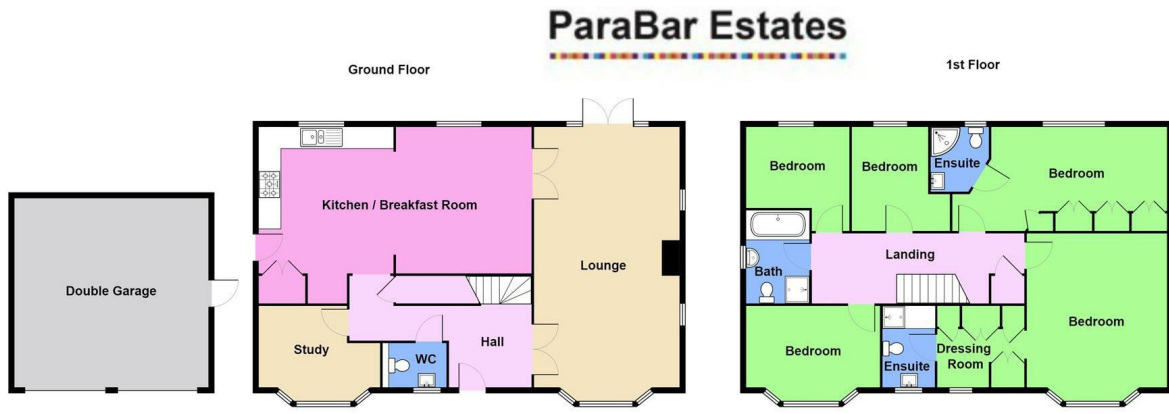 ParaBar Estates
Ground Floor
1st Floor
Double Garage
Kitchen / Breakfast Room
Lounge
Study
WC
Hall
Bedroom
Bedroom
Ensuite
Bedroom
Landing
Bath
Bedroom
Ensuite
Dressing
Room
Bedroom